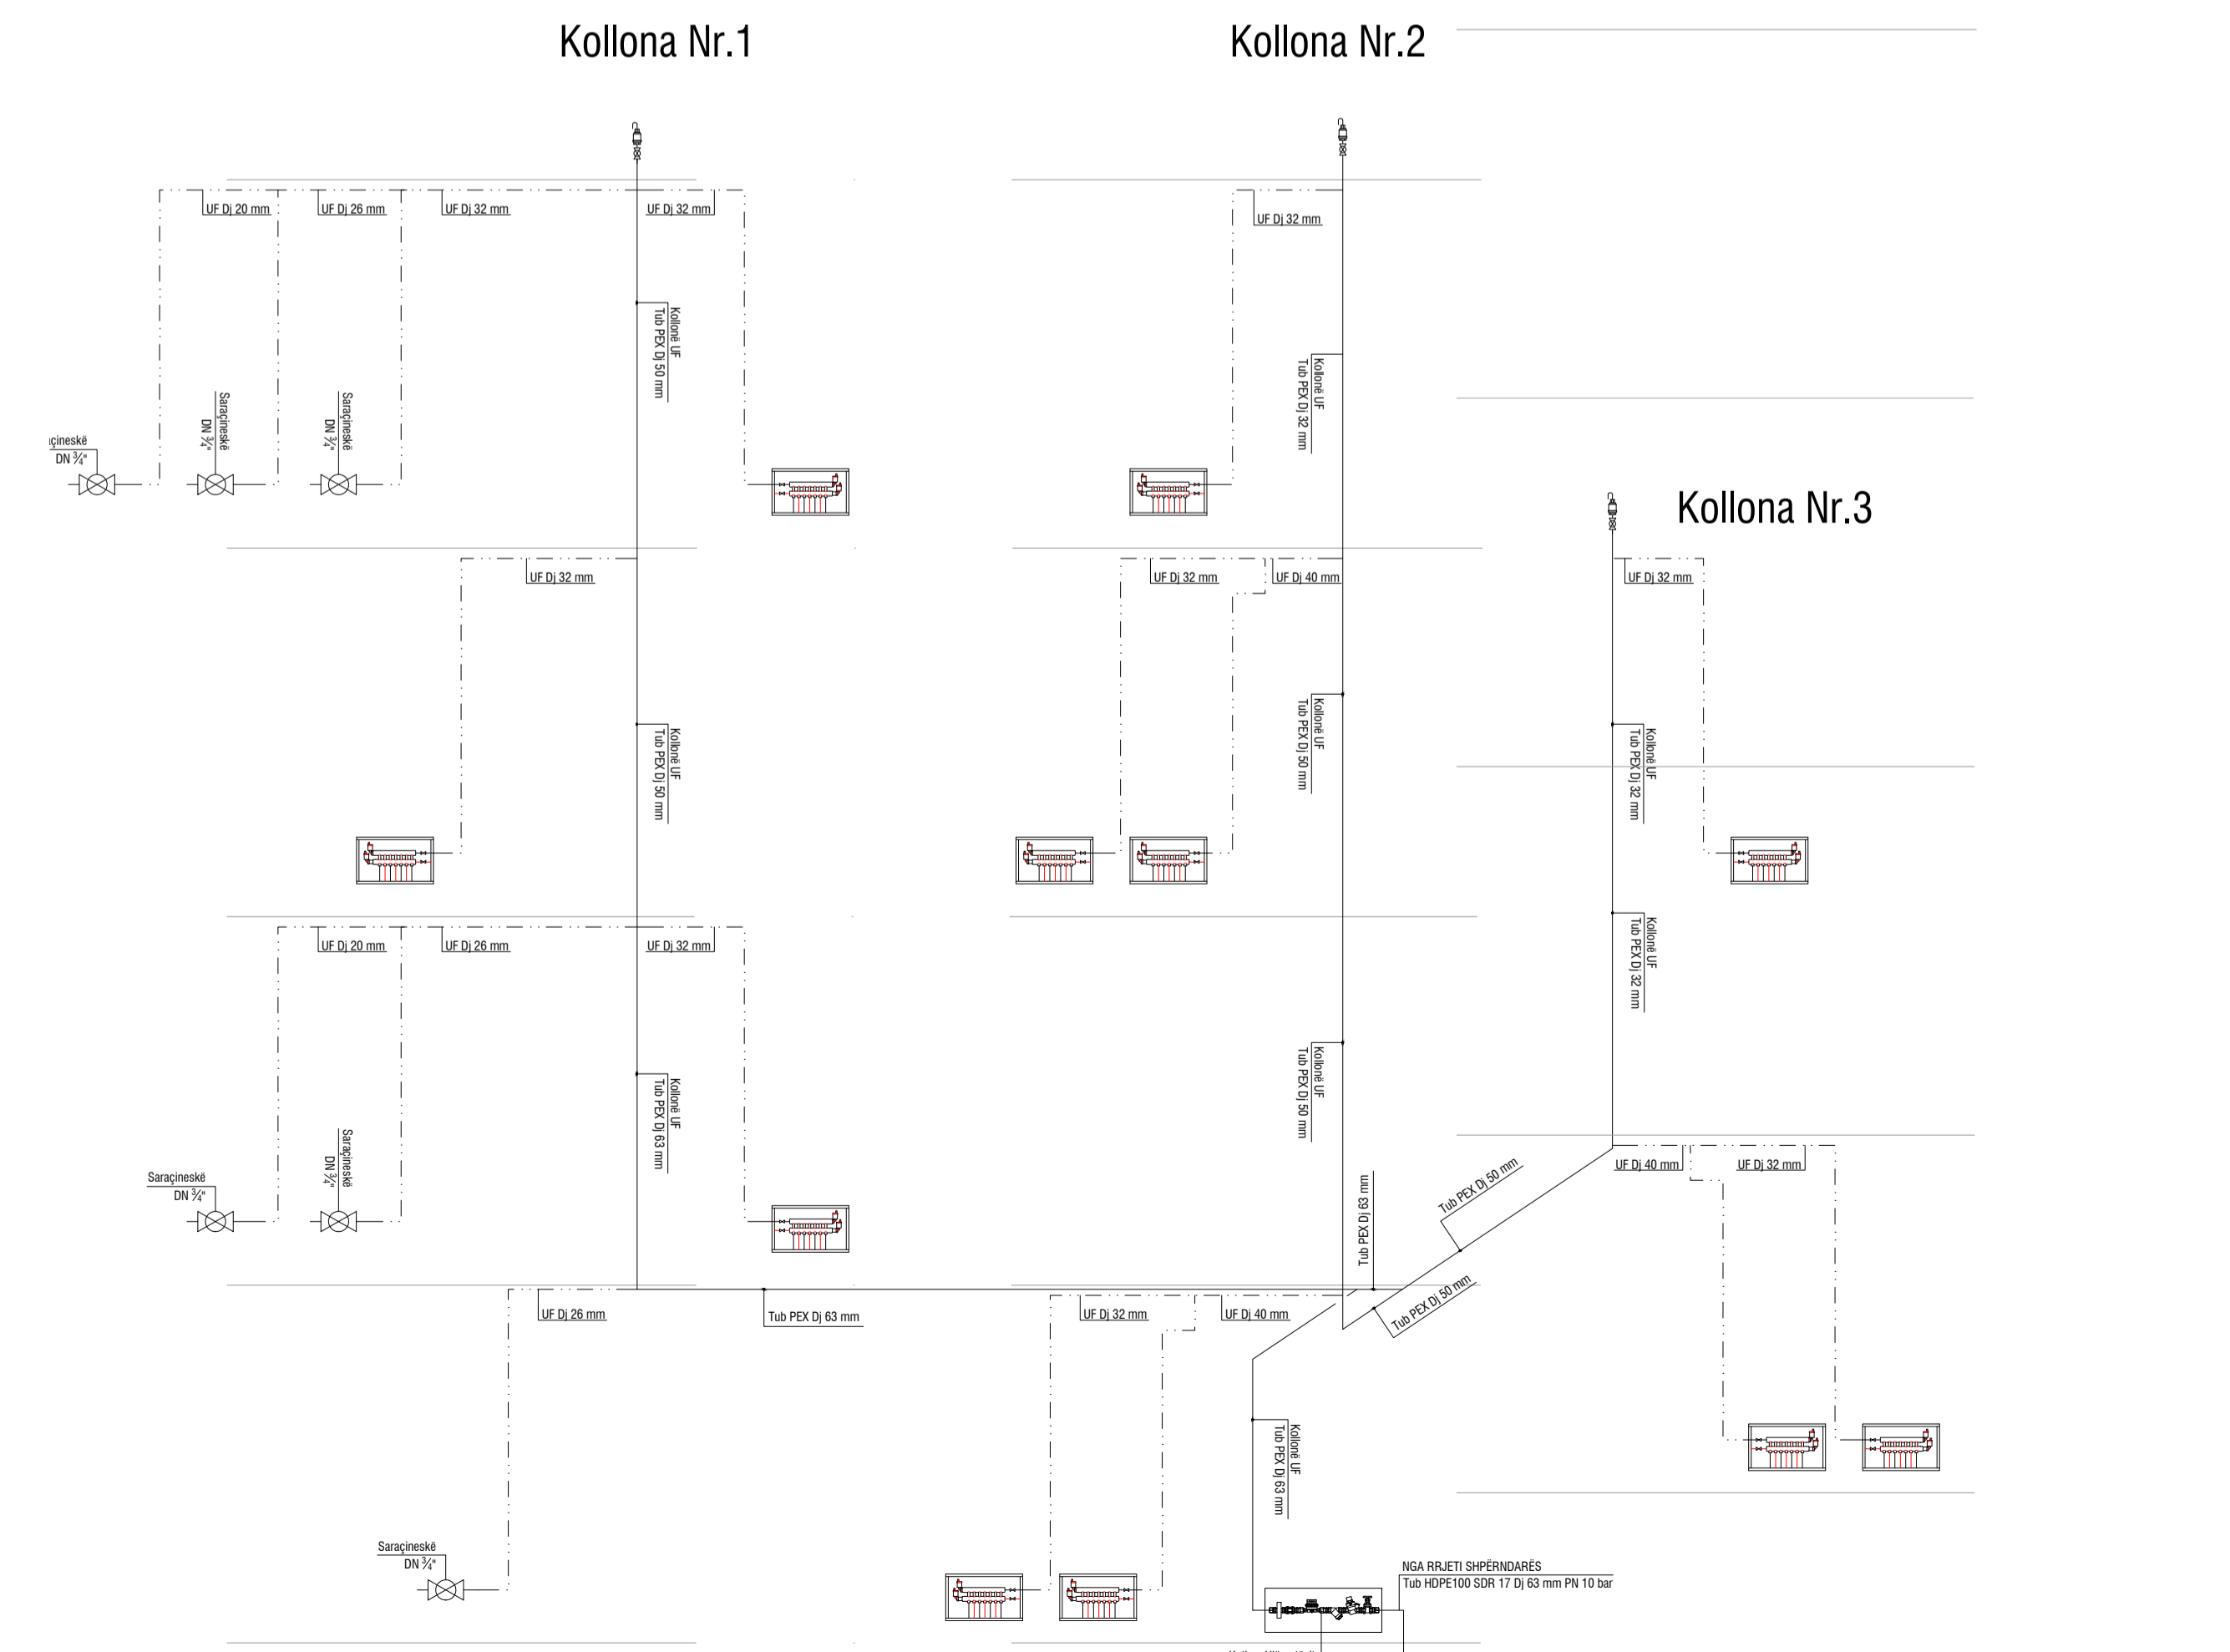 Kollona Nr.1
Kollona Nr.2
UF Dj 20 mm
UF Dj 26 mm
UF Dj 32 mm
UF Dj 32 mm
UF Dj 32 mm
Kollonë UF
Tub PEX Dj 50 mm
Kollonë UF
Tub PEX Dj 32 mm
Saraçineskë
DN 3/4"
Saraçineskë
DN 3/4"
açineskë
DN 3/4"
Kollona Nr.3
UF Dj 32 mm
UF Dj 32 mm
UF Dj 40 mm
UF Dj 32 mm
Kollonë UF
Tub PEX Dj 50 mm
Kollonë UF
Tub PEX Dj 50 mm
Kollonë UF
Tub PEX Dj 32 mm
UF Dj 20 mm
UF Dj 26 mm
UF Dj 32 mm
Kollonë UF
Tub PEX Dj 32 mm
Kollonë UF
Tub PEX Dj 63 mm
Kollonë UF
Tub PEX Dj 50 mm
Saraçineskë
DN 3/4"
Saraçineskë
DN 3/4"
Tub PEX Dj 63 mm
Tub PEX Dj 50 mm
UF Dj 40 mm
UF Dj 32 mm
Tub PEX Dj 50 mm
UF Dj 26 mm
Tub PEX Dj 63 mm
UF Dj 32 mm
UF Dj 40 mm
Kollonë UF
Tub PEX Dj 63 mm
Saraçineskë
DN 3/4"
NGA RRJETI SHPËRNDARËS
Tub HDPE100 SDR 17 Dj 63 mm PN 10 bar